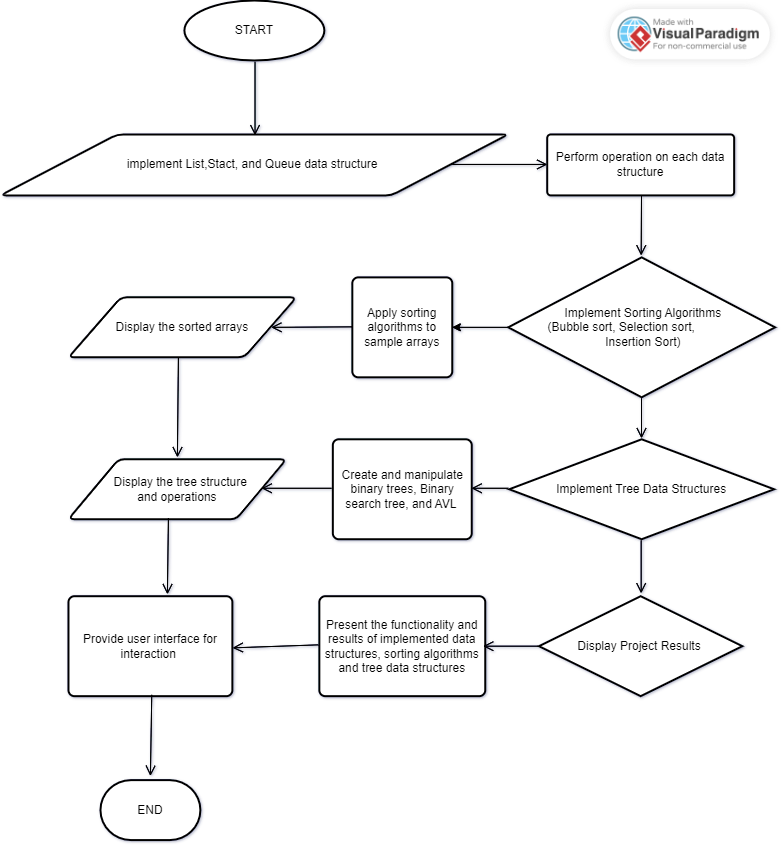 START
Made with
Visual Paradigm
For non-commercial use
implement List,Stact, and Queue data structure
Perform operation on each data
structure
Implement Sorting Algorithms
(Bubble sort, Selection sort,
Insertion Sort)
Apply sorting
algorithms to
sample arrays
Display the sorted arrays
Implement Tree Data Structures
Create and manipulate
binary trees, Binary
search tree, and AVL
Display the tree structure
and operations
Display Project Results
Present the functionality and
results of implemented data
structures, sorting algorithms
and tree data structures
Provide user interface for
interaction
END